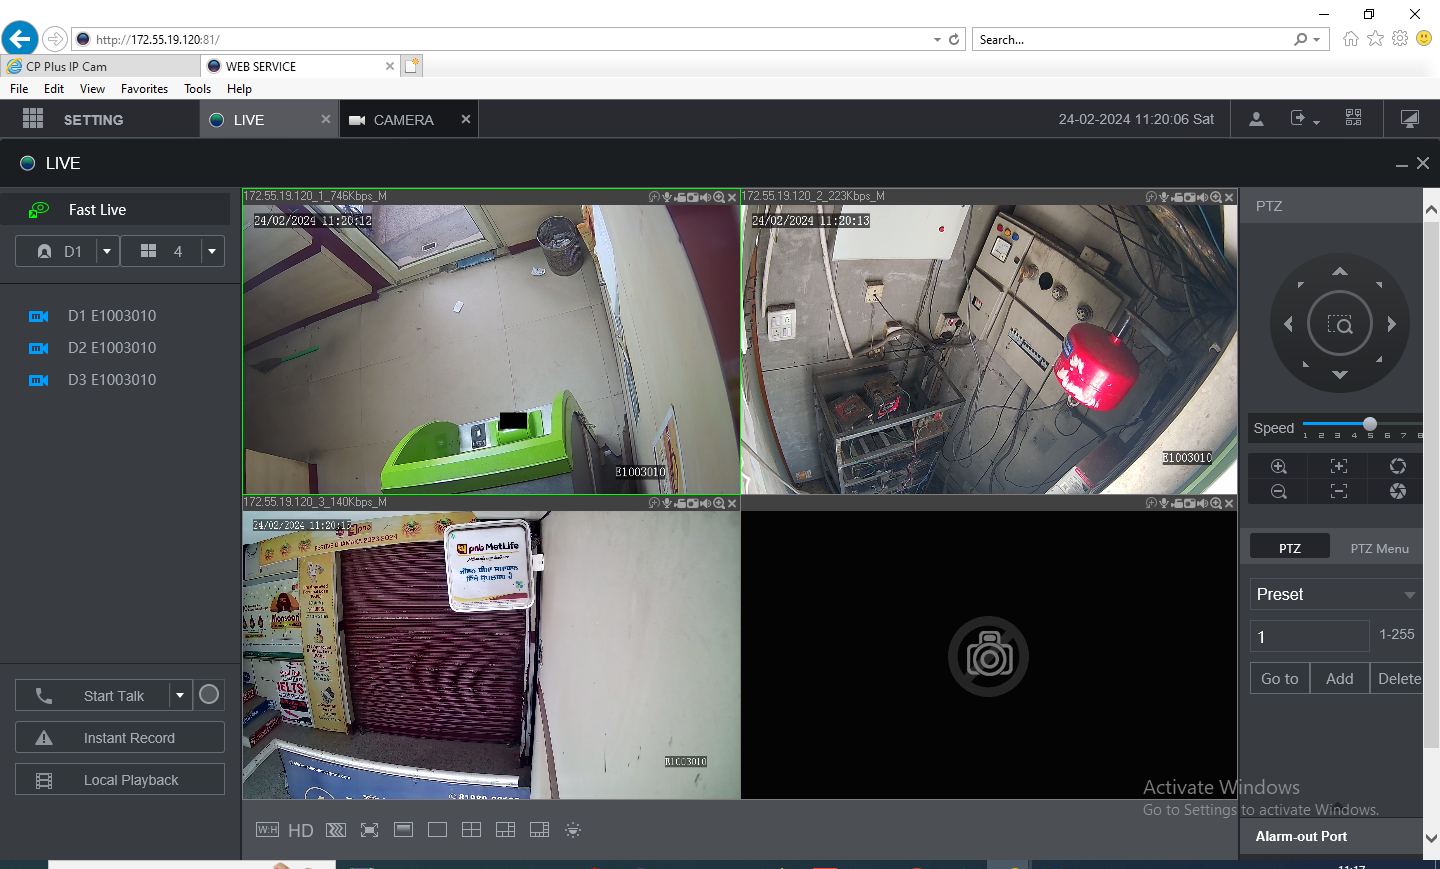 http://172.55.19.120:81/
Search...
CP Plus IP Cam
WEB SERVICE
File Edit View Favorites Tools Help
SETTING
LIVE
CAMERA
24-02-2024 11:20:06 Sat
LIVE
Fast Live
D1
4
D1 E1003010
D2 E1003010
D3 E1003010
Start Talk
Instant Record
Local Playback
172.55.19.120_1_746Kbps_M
24/02/2024 11:20:12
E1003010
172.55.19.120_2_223Kbps_M
24/02/2024 11:20:13
E1003010
172.55.19.120_3_140Kbps_M
24/02/2024 11:20:15
pnb MetLife
Monsoon
IELTS
E1003010
W:H HD
PTZ
Speed
1 2 3 4 5 6 7 8
PTZ PTZ Menu
Preset
1
1-255
Go to Add Delete
Activate Windows
Go to Settings to activate Windows.
Alarm-out Port
11:17